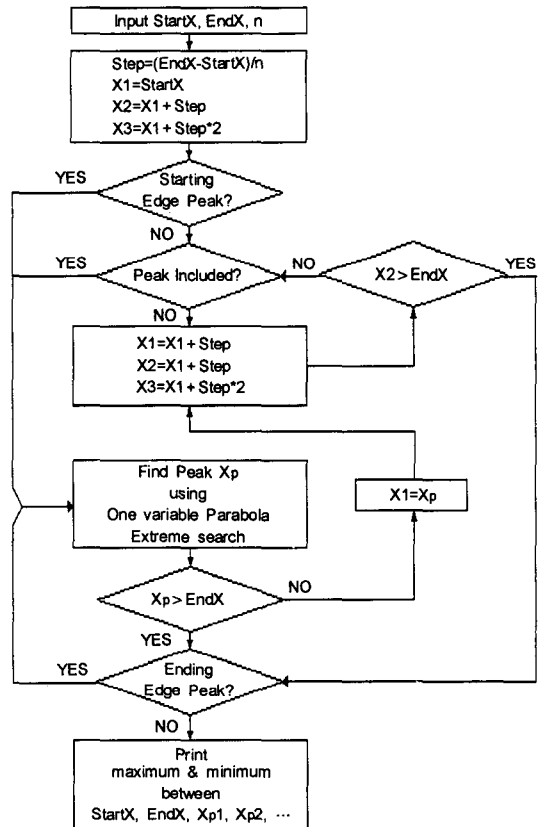 Input StartX, EndX, n
Step=(EndX-StartX)/n
X1=StartX
X2=X1+Step
X3=X1+Step*2
YES
Starting
Edge Peak?
NO
YES
Peak Included?
NO
X2>EndX
YES
NO
X1=X1+Step
X2=X1+Step
X3=X1+Step*2
Find Peak Xp
using
One variable Parabola
Extreme search
X1=Xp
Xp>EndX
NO
YES
YES
Ending
Edge Peak?
NO
Print
maximum & minimum
between
StartX, EndX, Xp1, Xp2, ···